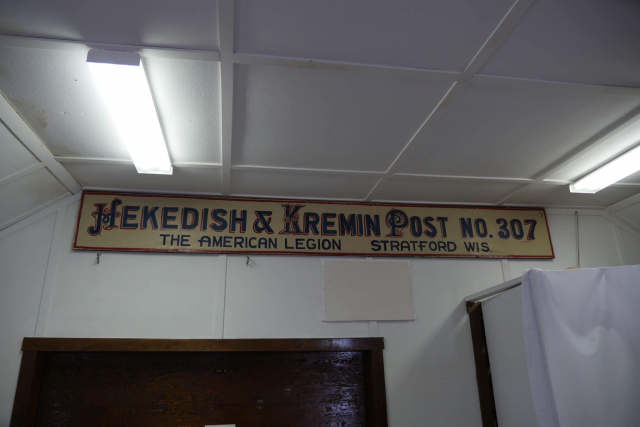 HEKEDISH & KREMIN POST NO. 307
THE AMERICAN LEGION STRATFORD WIS.